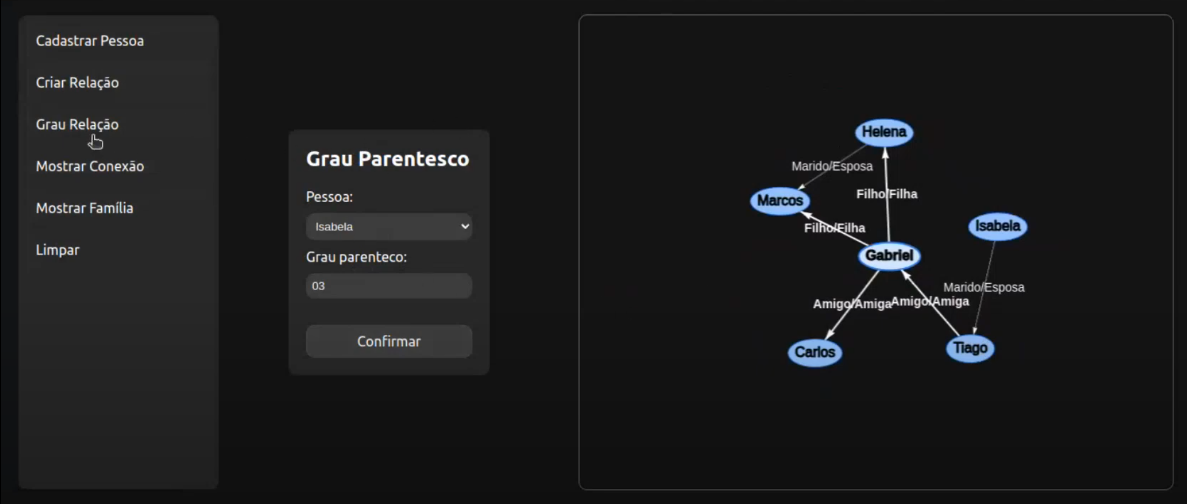 Cadastrar Pessoa
Criar Relação
Grau Relação
Mostrar Conexão
Mostrar Família
Limpar
Grau Parentesco
Pessoa:
Isabela
Grau parenteco:
03
Confirmar
Helena
Marido/Esposa
Filho/Filha
Marcos
Filho/Filha
Isabela
Gabriel
Marido/Esposa
Amigo/Amiga
Amigo/Amiga
Carlos
Tiago